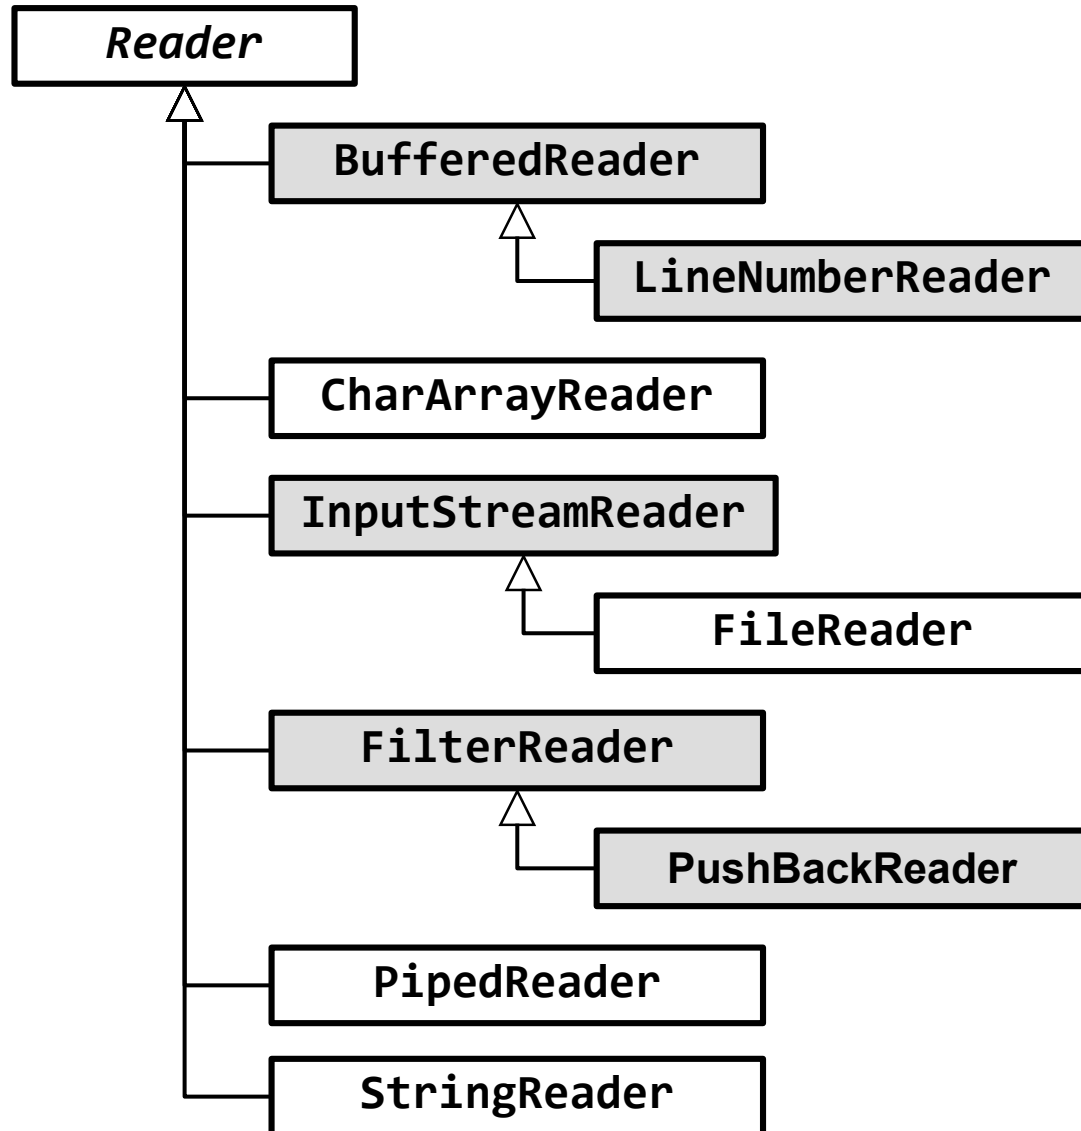 Reader
BufferedReader
LineNumberReader
CharArrayReader
InputStreamReader
FileReader
FilterReader
PushBackReader
PipedReader
StringReader